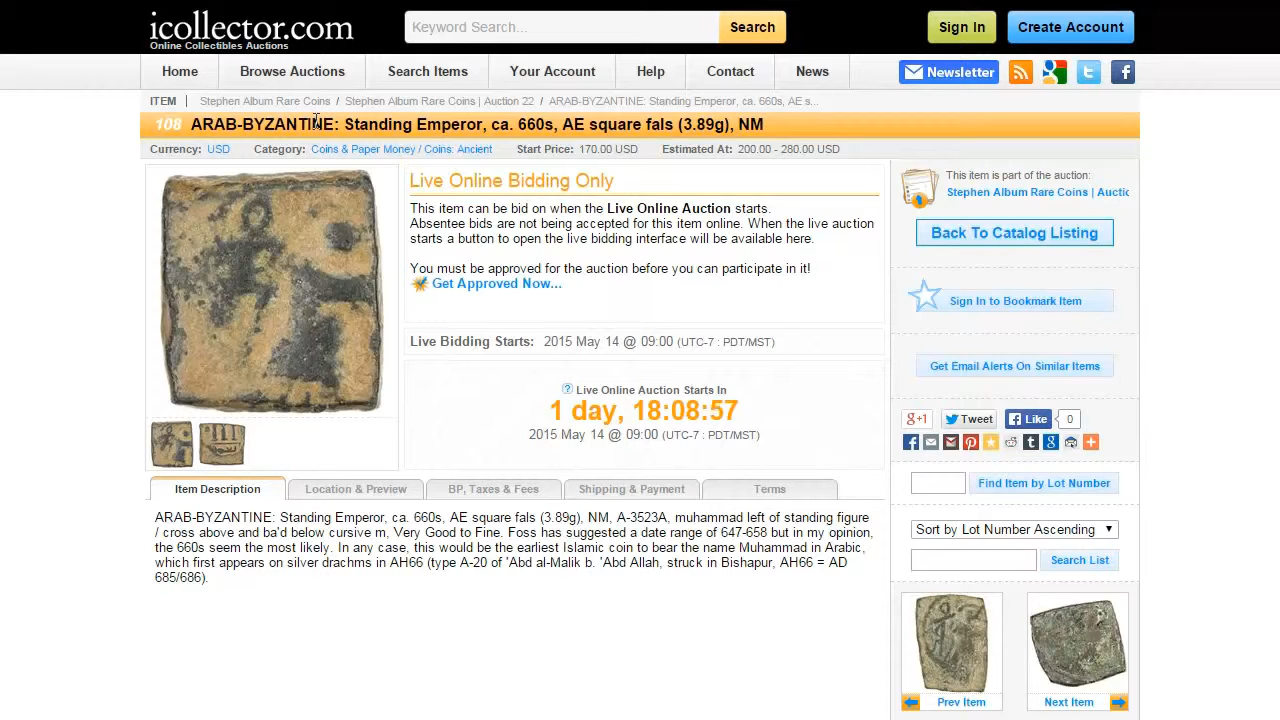 icollector.com
Online Collectibles Auctions
Keyword Search...
Search
Sign In
Create Account
Home
Browse Auctions
Search Items
Your Account
Help
Contact
News
Newsletter
ITEM | Stephen Album Rare Coins / Stephen Album Rare Coins | Auction 22 / ARAB-BYZANTINE: Standing Emperor, ca. 660s, AE s...
108 ARAB-BYZANTINE: Standing Emperor, ca. 660s, AE square fals (3.89g), NM
Currency: USD Category: Coins & Paper Money / Coins: Ancient Start Price: 170.00 USD Estimated At: 200.00 - 280.00 USD
Live Online Bidding Only
This item can be bid on when the Live Online Auction starts.
Absentee bids are not being accepted for this item online. When the live auction
starts a button to open the live bidding interface will be available here.
You must be approved for the auction before you can participate in it!
Get Approved Now...
Live Bidding Starts: 2015 May 14 @ 09:00 (UTC-7 : PDT/MST)
? Live Online Auction Starts In
1 day, 18:08:57
2015 May 14 @ 09:00 (UTC-7 : PDT/MST)
This item is part of the auction:
Stephen Album Rare Coins | Auctic
Back To Catalog Listing
Sign In to Bookmark Item
Get Email Alerts On Similar Items
g+1
Tweet
Like
0
Find Item by Lot Number
Sort by Lot Number Ascending
Search List
Prev Item
Next Item
Item Description
Location & Preview
BP, Taxes & Fees
Shipping & Payment
Terms
ARAB-BYZANTINE: Standing Emperor, ca. 660s, AE square fals (3.89g), NM, A-3523A, muhammad left of standing figure
/ cross above and ba'd below cursive m, Very Good to Fine. Foss has suggested a date range of 647-658 but in my opinion,
the 660s seem the most likely. In any case, this would be the earliest Islamic coin to bear the name Muhammad in Arabic,
which first appears on silver drachma in AH66 (type A-20 of 'Abd al-Malik b. 'Abd Allah, struck in Bishapur, AH66 = AD
685/686).